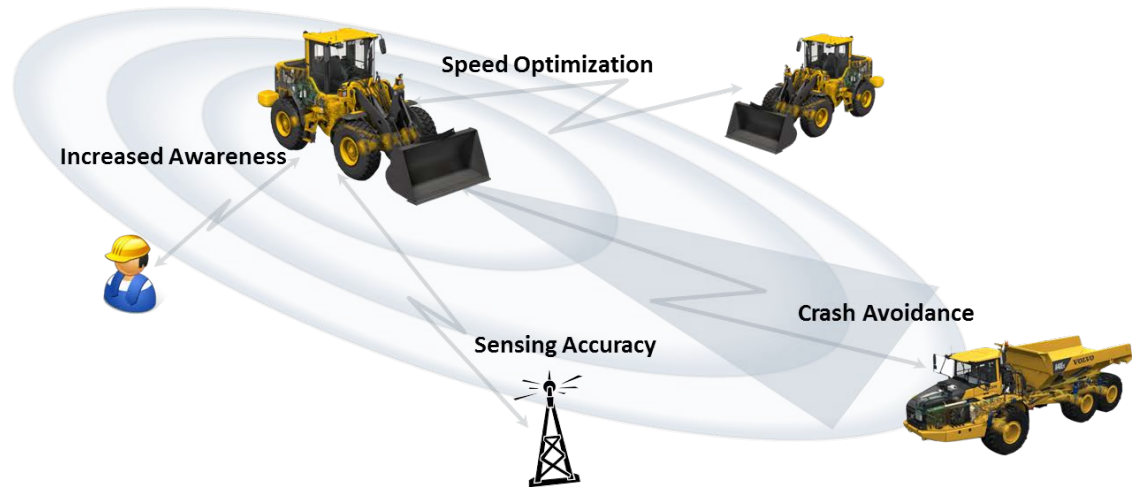 Speed Optimization
Increased Awareness
Crash Avoidance
Sensing Accuracy
VOLVO